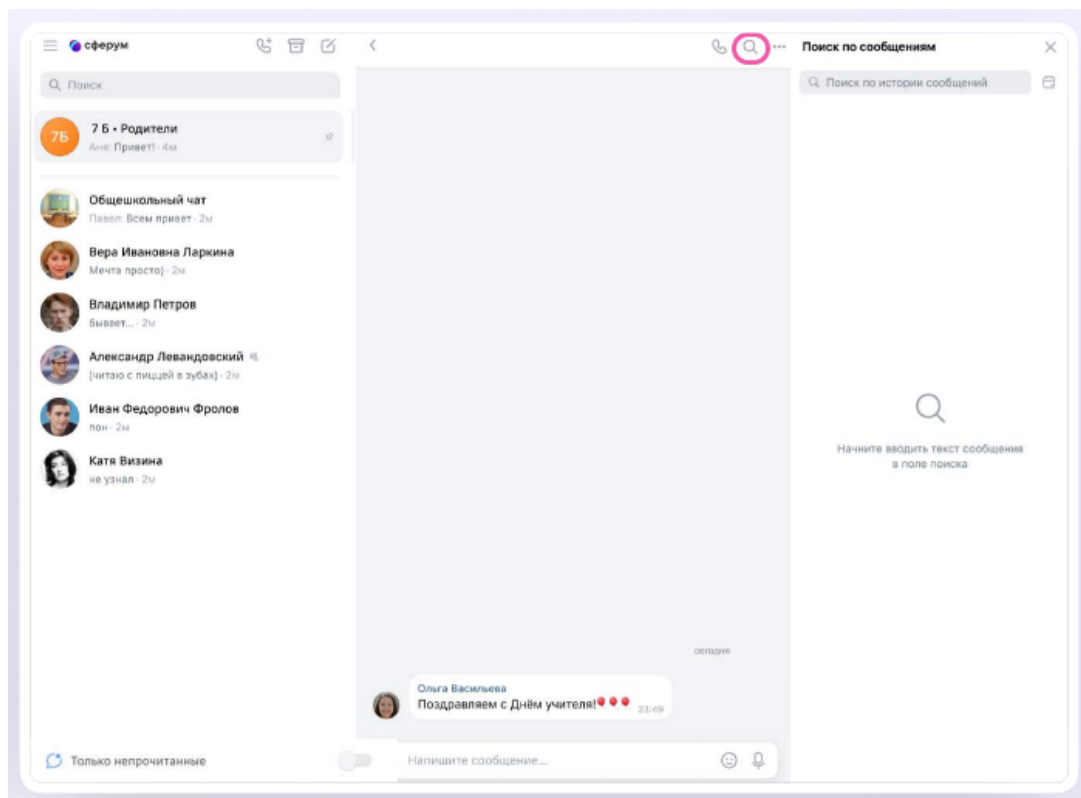 сферум
Поиск
7Б
7 Б • Родители
Аня: Привет! · 4м
Общешкольный чат
Павел: Всем привет · 2м
Вера Ивановна Ларкина
Мечта просто) · 2м
Владимир Петров
бывает... · 2м
Александр Левандовский
(читаю с пиццей в зубах) · 2м
Иван Федорович Фролов
пон · 2м
Катя Визина
не узнал · 2м
Только непрочитанные
сегодня
Ольга Васильева
Поздравляем с Днём учителя!🎈🎈🎈 23:49
Напишите сообщение...
Поиск по сообщениям
Поиск по истории сообщений
Начните вводить текст сообщения
в поле поиска